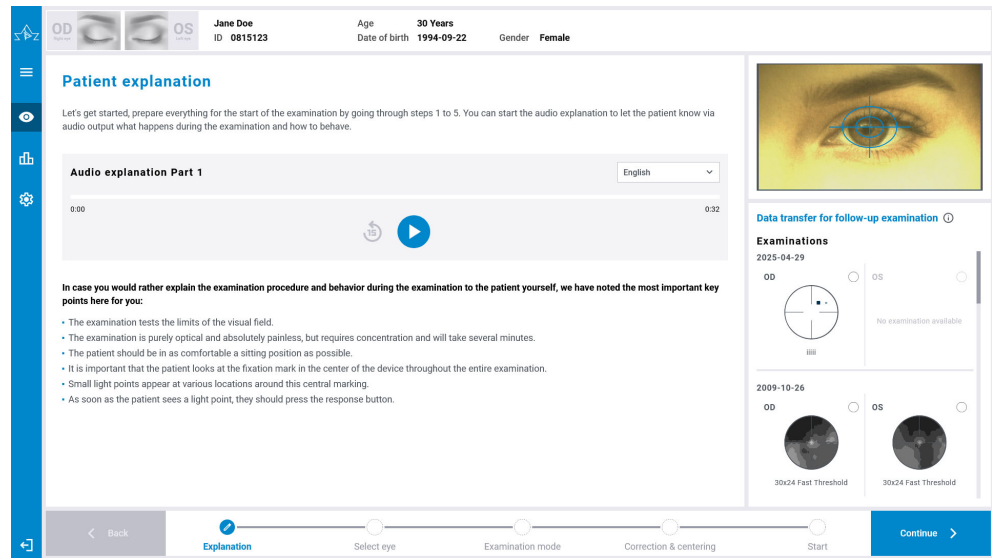 OD
Right eye
OS
Left eye
Jane Doe
ID 0815123
Age 30 Years
Date of birth 1994-09-22 Gender Female
Patient explanation
Let's get started, prepare everything for the start of the examination by going through steps 1 to 5. You can start the audio explanation to let the patient know via
audio output what happens during the examination and how to behave.
Audio explanation Part 1
English
0:00
0:32
15
In case you would rather explain the examination procedure and behavior during the examination to the patient yourself, we have noted the most important key
points here for you:
• The examination tests the limits of the visual field.
• The examination is purely optical and absolutely painless, but requires concentration and will take several minutes.
• The patient should be in as comfortable a sitting position as possible.
• It is important that the patient looks at the fixation mark in the center of the device throughout the entire examination.
• Small light points appear at various locations around this central marking.
• As soon as the patient sees a light point, they should press the response button.
Data transfer for follow-up examination
Examinations
2025-04-29
OD
OS
No examination available
iiiii
2009-10-26
OD
OS
30x24 Fast Threshold
30x24 Fast Threshold
Back
Explanation
Select eye
Examination mode
Correction & centering
Start
Continue